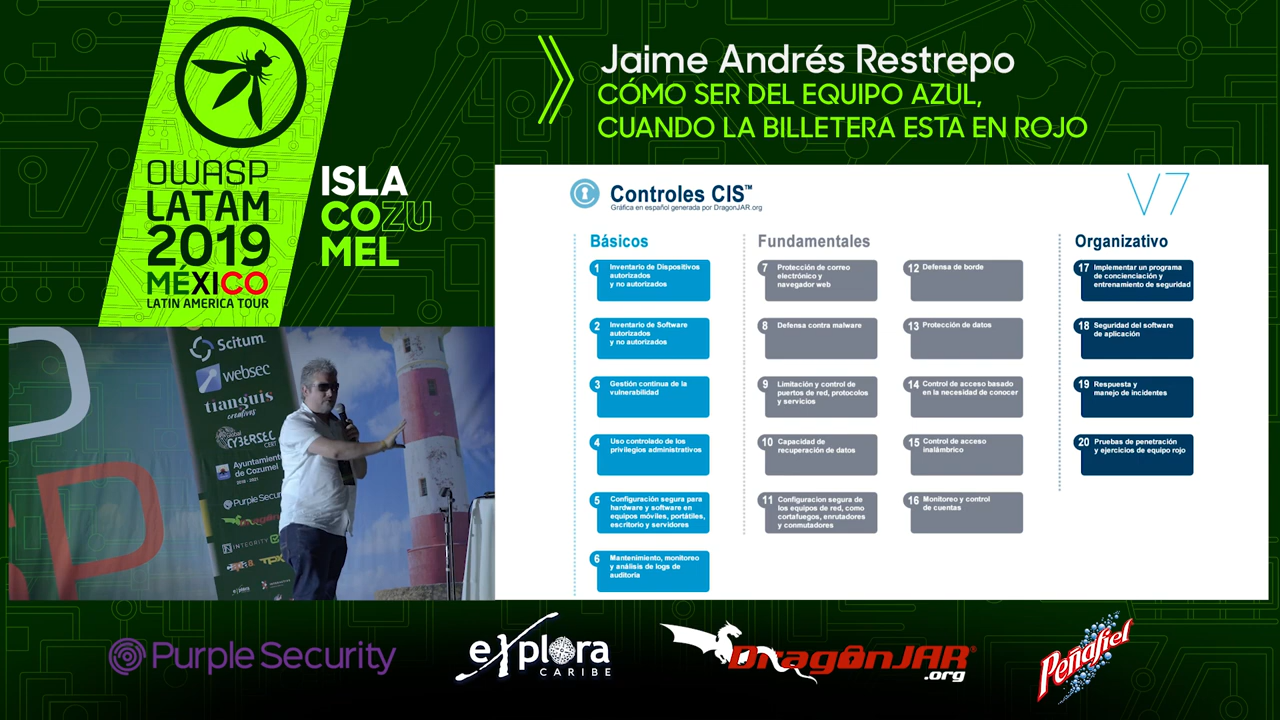 OWASP
LATAM
2019
MÉXICO
LATIN AMERICA TOUR
ISLA
COZU
MEL
Jaime Andrés Restrepo
CÓMO SER DEL EQUIPO AZUL,
CUANDO LA BILLETERA ESTA EN ROJO
Controles CIS™
Gráfica en español generada por DragonJAR.org
V7
Básicos
1 Inventario de Dispositivos
autorizados
y no autorizados
2 Inventario de Software
autorizados
y no autorizados
3 Gestión continua de la
vulnerabilidad
4 Uso controlado de los
privilegios administrativos
5 Configuración segura para
hardware y software en
equipos móviles, portátiles,
escritorio y servidores
6 Mantenimiento, monitoreo
y análisis de logs de
auditoria
Fundamentales
7 Protección de correo
electrónico y
navegador web
8 Defensa contra malware
9 Limitación y control de
puertos de red, protocolos
y servicios
10 Capacidad de
recuperación de datos
11 Configuracion segura de
los equipos de red, como
cortafuegos, enrutadores
y conmutadores
12 Defensa de borde
13 Protección de datos
14 Control de acceso basado
en la necesidad de conocer
15 Control de acceso
inalámbrico
16 Monitoreo y control
de cuentas
Organizativo
17 Implementar un programa
de concienciación y
entrenamiento de seguridad
18 Seguridad del software
de aplicación
19 Respuesta y
manejo de incidentes
20 Pruebas de penetración
y ejercicios de equipo rojo
Scitum
websec
tianguis
creativos
Global
CYBERSEC
CERT
Ayuntamiento
de Cozumel
2018 - 2021
Purple Security
INTEGRITY
Purple Security
explora
CARIBE
DragonJAR®
.org
Peñafiel